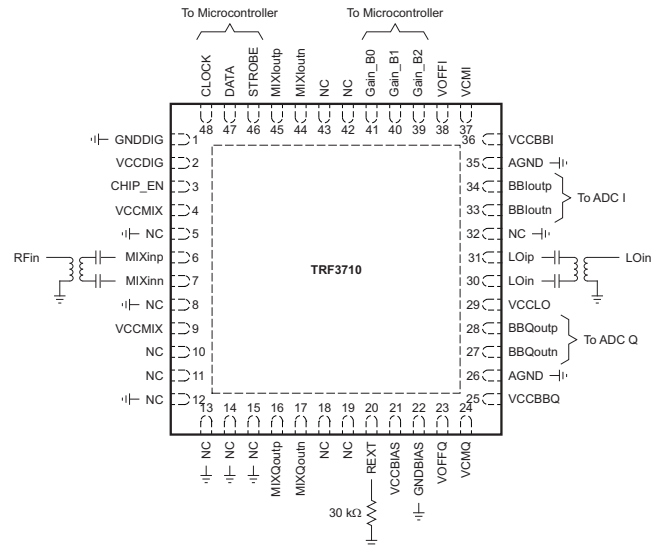 To Microcontroller
To Microcontroller
CLOCK
DATA
STROBE
MIXIoutp
MIXIoutn
NC
NC
Gain_B0
Gain_B1
Gain_B2
VOFFI
VCMI
48 47 46 45 44 43 42 41 40 39 38 37
GNDDIG 1
VCCDIG 2
CHIP_EN 3
VCCMIX 4
NC 5
RFin
MIXinp 6
MIXinn 7
NC 8
VCCMIX 9
NC 10
NC 11
NC 12
TRF3710
36 VCCBBI
35 AGND
34 BBIoutp
33 BBIoutn
To ADC I
32 NC
31 LOip
30 LOin
LOin
29 VCCLO
28 BBQoutp
27 BBQoutn
To ADC Q
26 AGND
25 VCCBBQ
13 14 15 16 17 18 19 20 21 22 23 24
NC
NC
NC
MIXQoutp
MIXQoutn
NC
NC
REXT
VCCBIAS
GNDBIAS
VOFFQ
VCMQ
30 kΩ